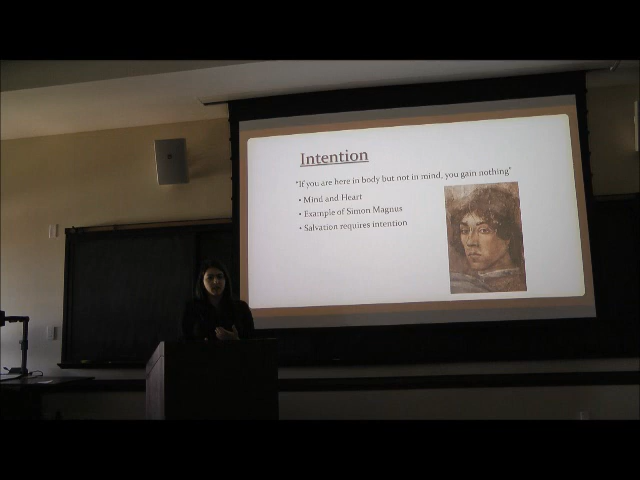 Intention
"If you are here in body but not in mind, you gain nothing"
• Mind and Heart
• Example of Simon Magnus
• Salvation requires intention